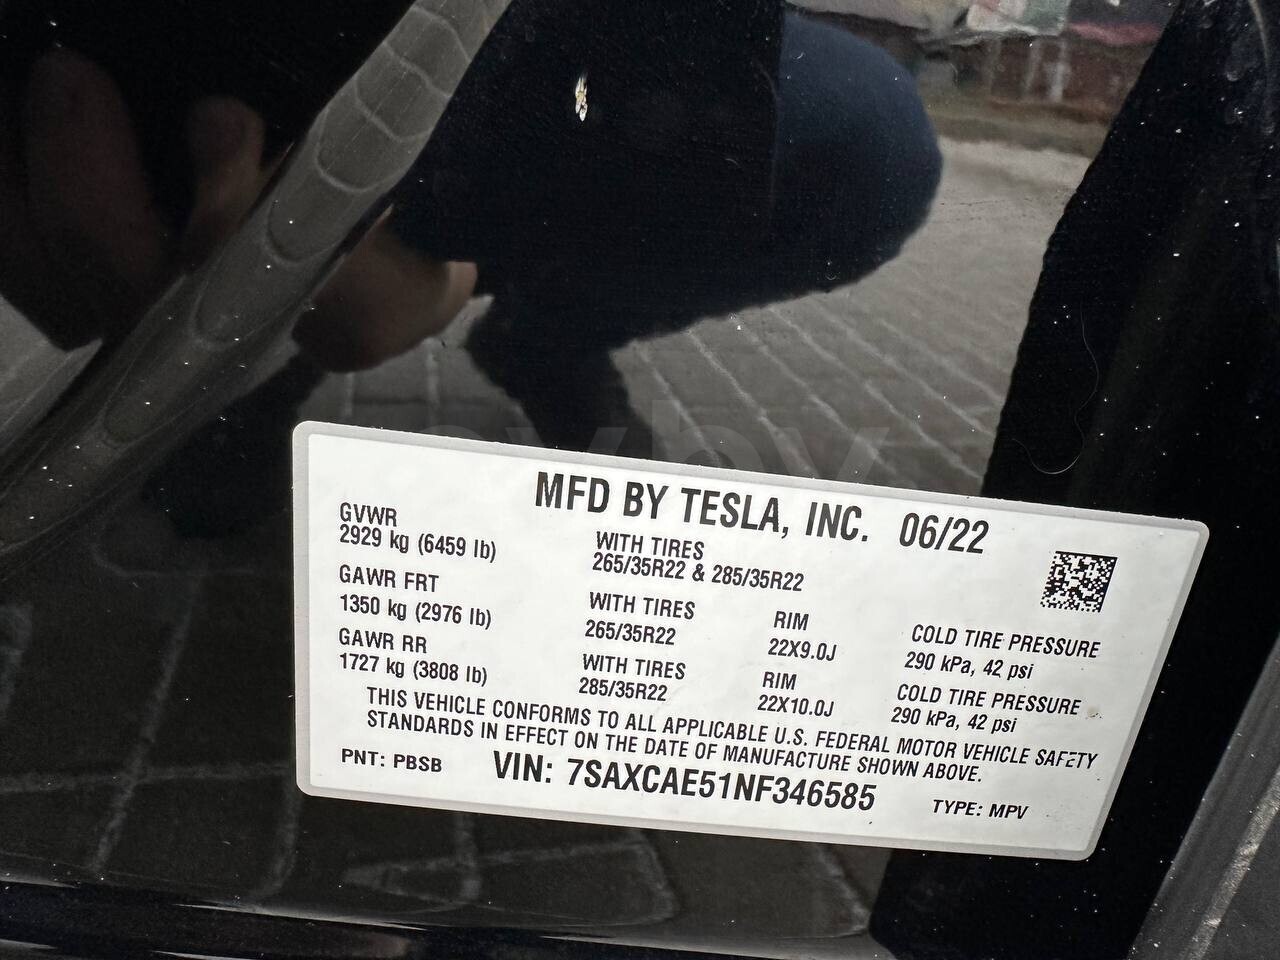 MFD BY TESLA, INC. 06/22
GVWR
2929 kg (6459 lb)
WITH TIRES
265/35R22 & 285/35R22
GAWR FRT
1350 kg (2976 lb)
WITH TIRES
265/35R22
RIM
22X9.0J
COLD TIRE PRESSURE
290 kPa, 42 psi
GAWR RR
1727 kg (3808 lb)
WITH TIRES
285/35R22
RIM
22X10.0J
COLD TIRE PRESSURE
290 kPa, 42 psi
THIS VEHICLE CONFORMS TO ALL APPLICABLE U.S. FEDERAL MOTOR VEHICLE SAFETY
STANDARDS IN EFFECT ON THE DATE OF MANUFACTURE SHOWN ABOVE.
PNT: PBSB
VIN: 7SAXCAE51NF346585
TYPE: MPV